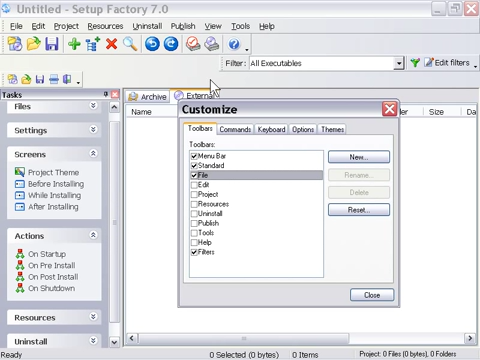 Untitled - Setup Factory 7.0
File Edit Project Resources Uninstall Publish View Tools Help
Filter: All Executables Edit filters
Tasks
Archive External
Files
Name Size Da
Settings
Screens
Project Theme
Before Installing
While Installing
After Installing
Actions
On Startup
On Pre Install
On Post Install
On Shutdown
Resources
Uninstall
Customize
Toolbars Commands Keyboard Options Themes
Toolbars:
Menu Bar
Standard
File
Edit
Project
Resources
Uninstall
Publish
Tools
Help
Filters
New...
Rename...
Delete
Reset...
Close
Ready 0 Selected (0 bytes) 0 Items Project: 0 Files (0 bytes), 0 Folders